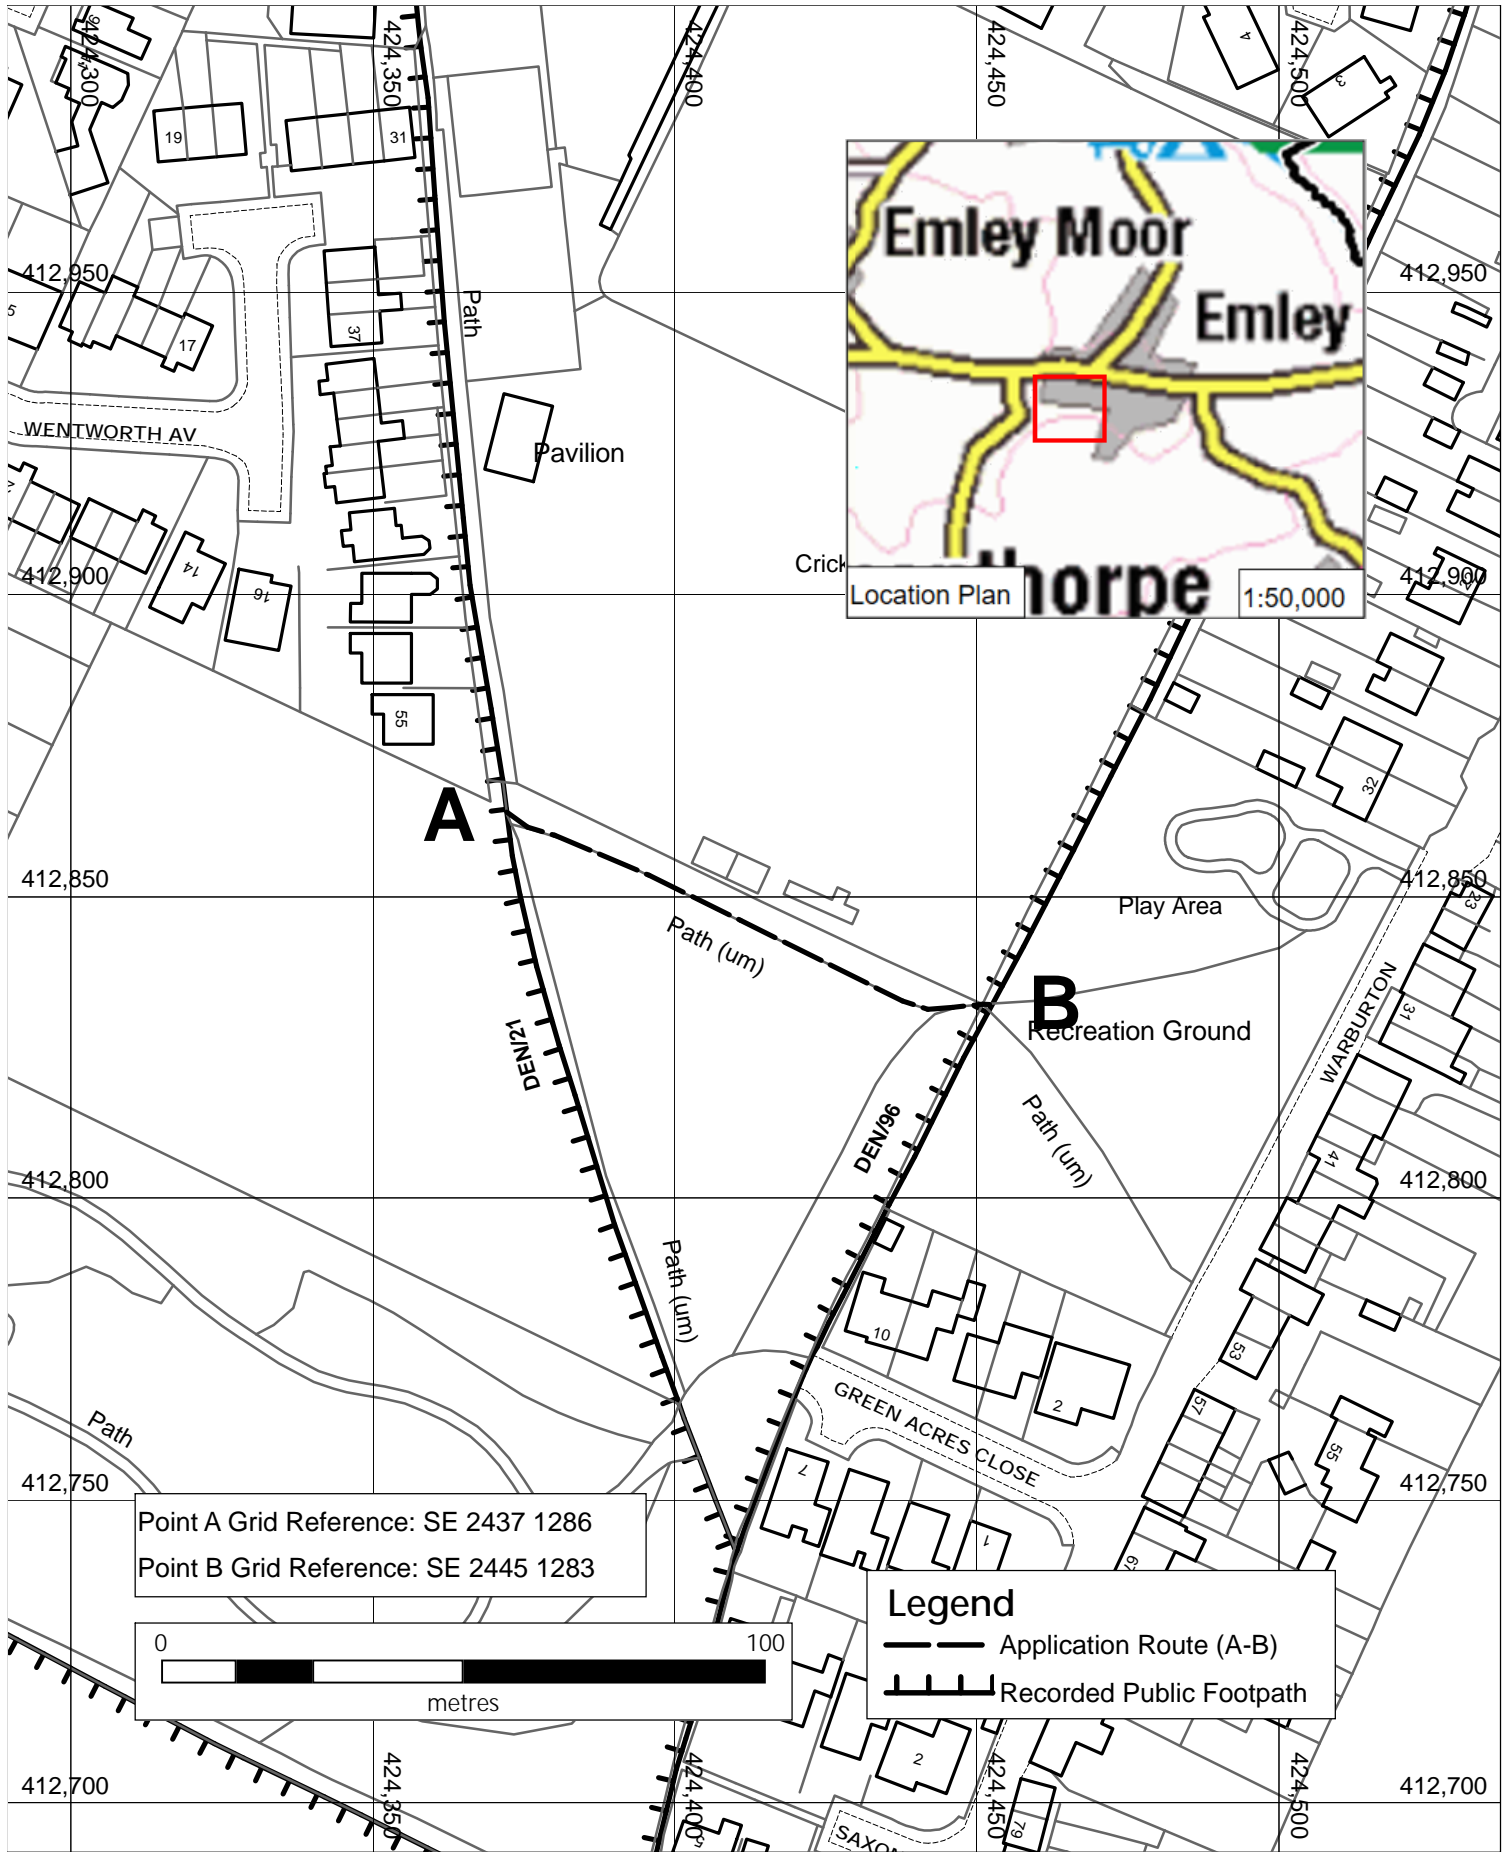 424,300
424,350
424,400
424,450
424,500
4
3
19
31
Emley Moor
Emley
412,950
412,950
Path
5
37
17
WENTWORTH AV
Pavilion
Crick
412,900
412,900
horpe
Location Plan
1:50,000
14
16
22
55
32
A
412,850
412,850
23
Play Area
Path (um)
B
Recreation Ground
31
WARBURTON
DEN/21
DEN/96
Path (um)
41
412,800
412,800
Path (um)
10
53
2
GREEN ACRES CLOSE
57
55
Path
7
412,750
412,750
1
67
Point A Grid Reference: SE 2437 1286
Point B Grid Reference: SE 2445 1283
Legend
Application Route (A-B)
Recorded Public Footpath
0
100
metres
2
412,700
412,700
424,350
424,400
424,450
424,500
5
SAXON
79